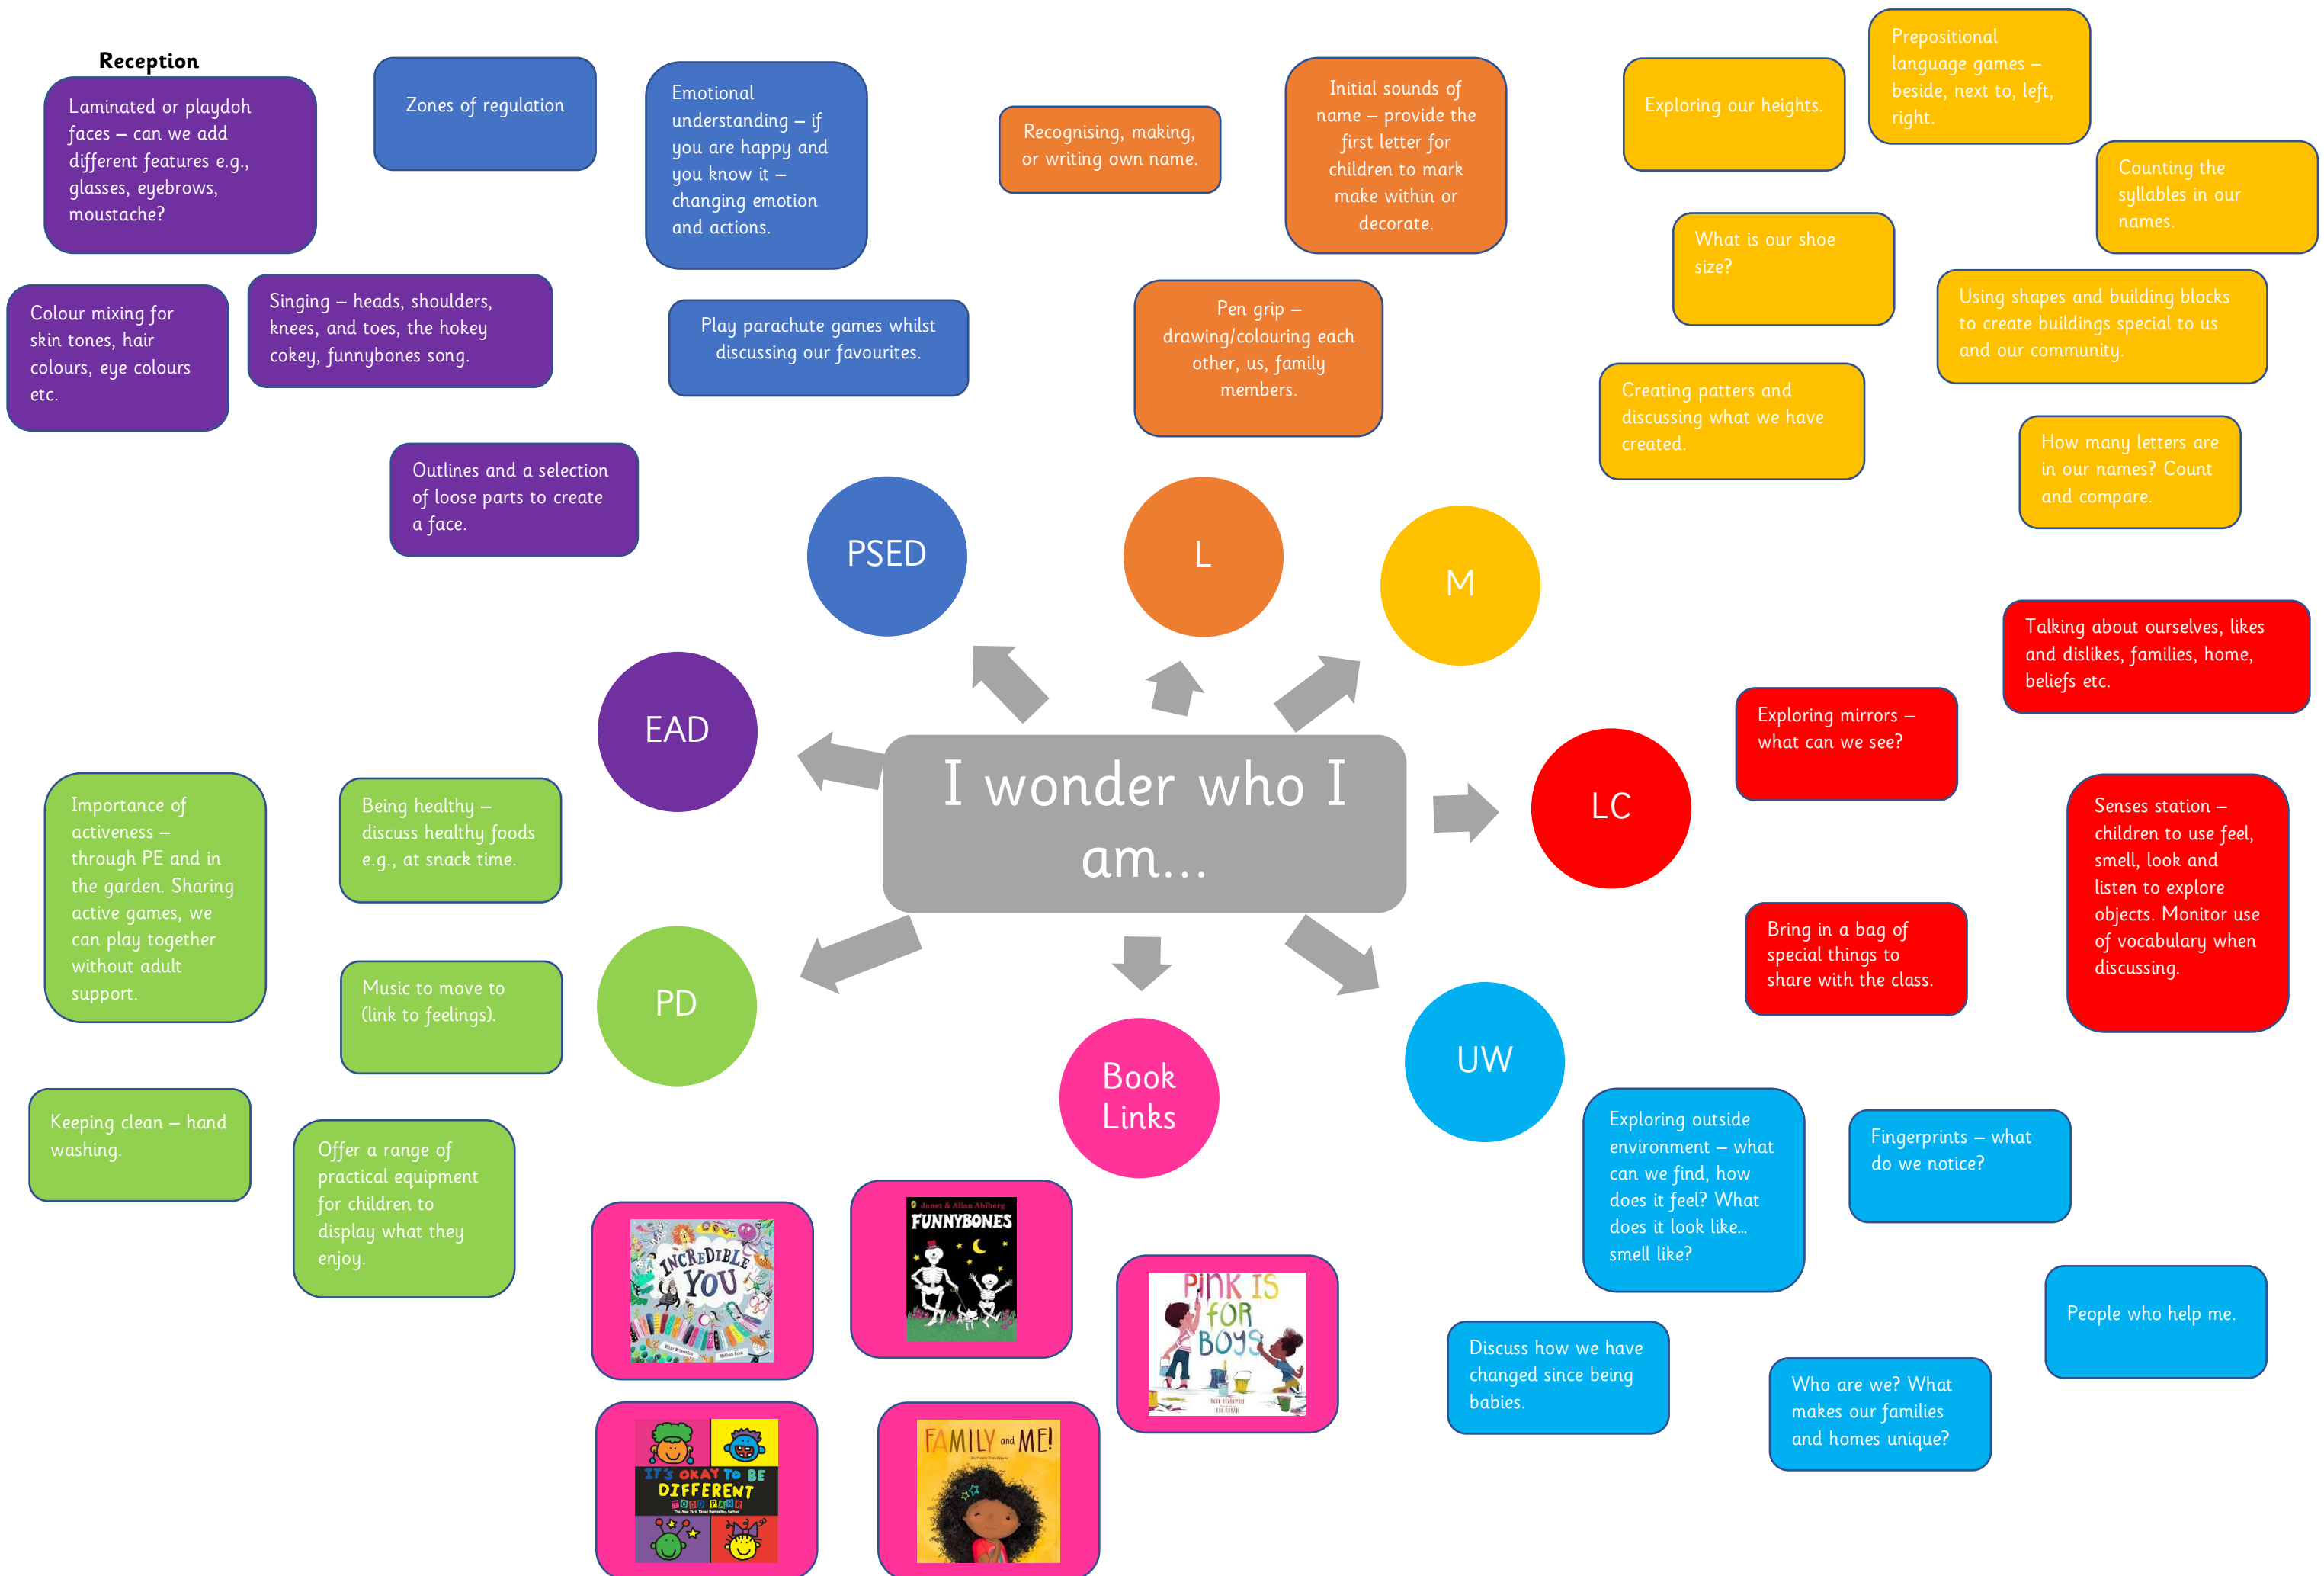 Reception
Laminated or playdoh
faces – can we add
different features e.g.,
glasses, eyebrows,
moustache?
Zones of regulation
Emotional
understanding – if
you are happy and
you know it –
changing emotion
and actions.
Recognising, making,
or writing own name.
Initial sounds of
name – provide the
first letter for
children to mark
make within or
decorate.
Exploring our heights.
Prepositional
language games –
beside, next to, left,
right.
Counting the
syllables in our
names.
What is our shoe
size?
Using shapes and building blocks
to create buildings special to us
and our community.
Colour mixing for
skin tones, hair
colours, eye colours
etc.
Singing – heads, shoulders,
knees, and toes, the hokey
cokey, funnybones song.
Play parachute games whilst
discussing our favourites.
Pen grip –
drawing/colouring each
other, us, family
members.
Creating patters and
discussing what we have
created.
How many letters are
in our names? Count
and compare.
Outlines and a selection
of loose parts to create
a face.
PSED
L
M
EAD
I wonder who I
am...
LC
Talking about ourselves, likes
and dislikes, families, home,
beliefs etc.
Exploring mirrors –
what can we see?
Senses station –
children to use feel,
smell, look and
listen to explore
objects. Monitor use
of vocabulary when
discussing.
Bring in a bag of
special things to
share with the class.
Importance of
activeness –
through PE and in
the garden. Sharing
active games, we
can play together
without adult
support.
Being healthy –
discuss healthy foods
e.g., at snack time.
Music to move to
(link to feelings).
PD
Keeping clean – hand
washing.
Offer a range of
practical equipment
for children to
display what they
enjoy.
Book
Links
UW
Exploring outside
environment – what
can we find, how
does it feel? What
does it look like...
smell like?
Fingerprints – what
do we notice?
People who help me.
Discuss how we have
changed since being
babies.
Who are we? What
makes our families
and homes unique?
INCREDIBLE
YOU
Janet & Allan Ahlberg
FUNNYBONES
PINK IS
FOR
BOYS
IT'S OKAY TO BE
DIFFERENT
TODD PARR
FAMILY and ME!